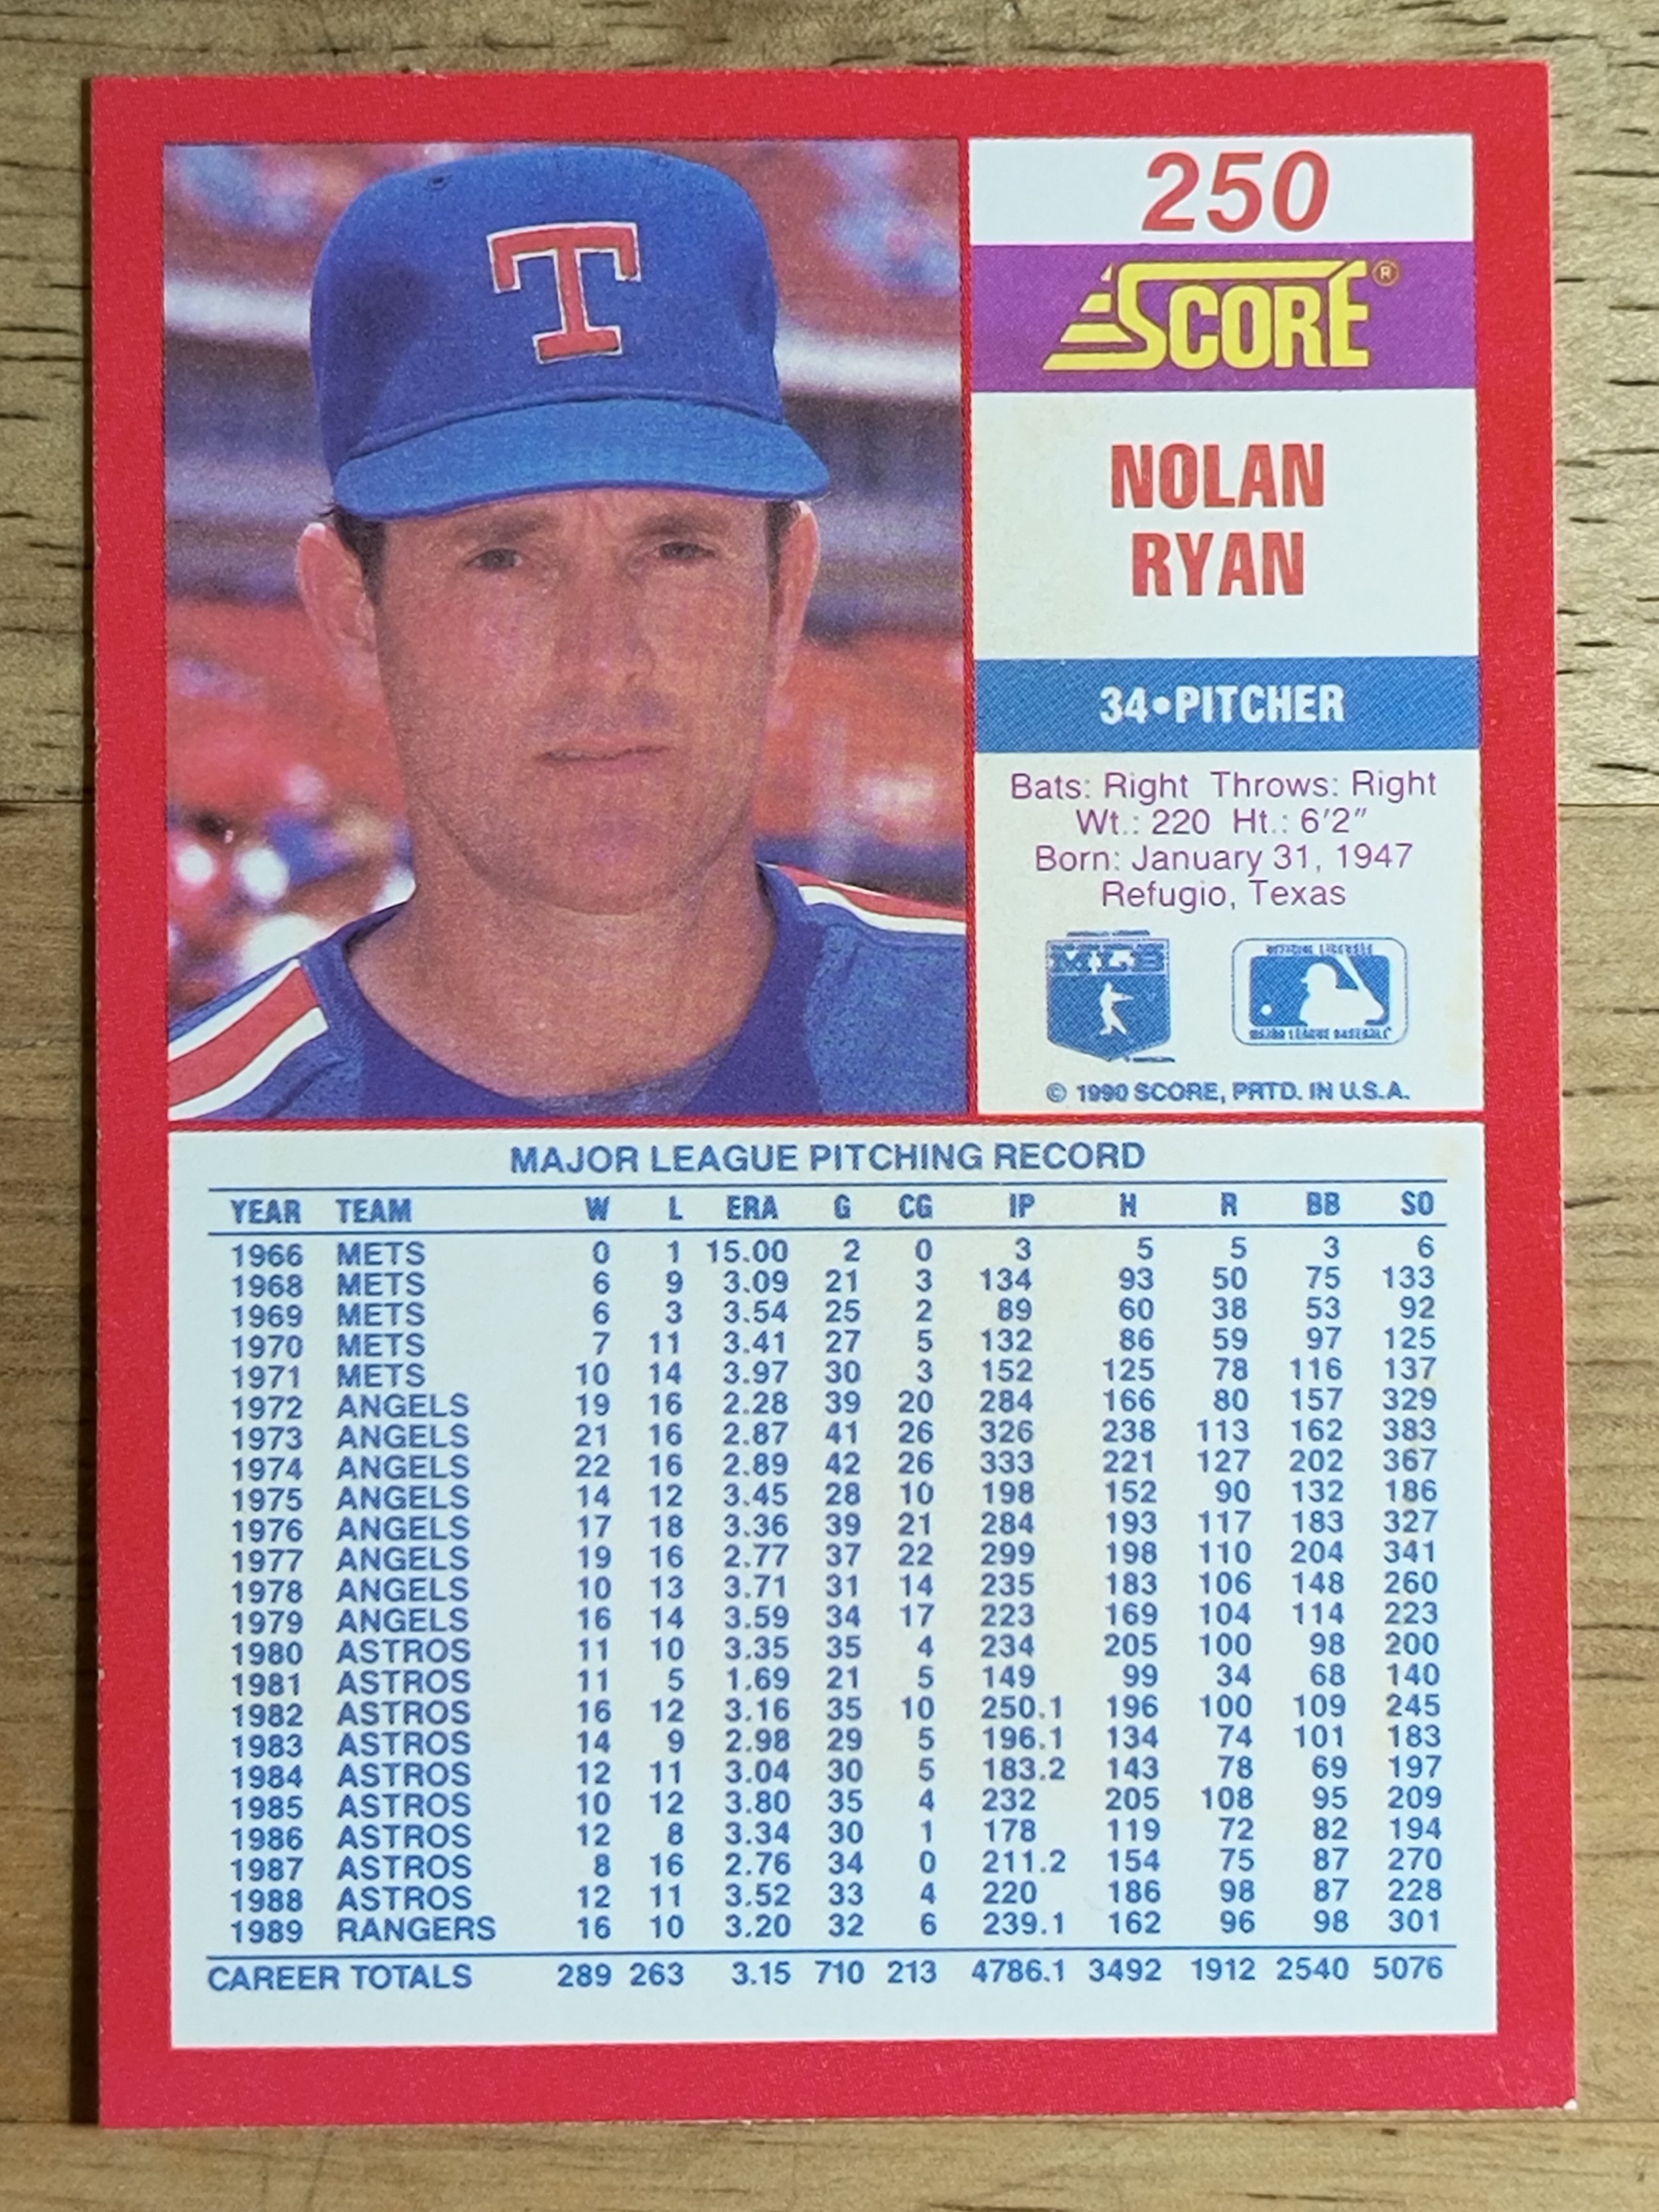 T
250
SCORE®
NOLAN
RYAN
34•PITCHER
Bats: Right Throws: Right
Wt.: 220 Ht.: 6'2"
Born: January 31, 1947
Refugio, Texas
MLB
OFFICIAL LICENSEE
MAJOR LEAGUE BASEBALL
© 1990 SCORE, PRTD. IN U.S.A.
MAJOR LEAGUE PITCHING RECORD
YEAR TEAM W L ERA G CG IP H R BB SO
1966 METS 0 1 15.00 2 0 3 5 5 3 6
1968 METS 6 9 3.09 21 3 134 93 50 75 133
1969 METS 6 3 3.54 25 2 89 60 38 53 92
1970 METS 7 11 3.41 27 5 132 86 59 97 125
1971 METS 10 14 3.97 30 3 152 125 78 116 137
1972 ANGELS 19 16 2.28 39 20 284 166 80 157 329
1973 ANGELS 21 16 2.87 41 26 326 238 113 162 383
1974 ANGELS 22 16 2.89 42 26 333 221 127 202 367
1975 ANGELS 14 12 3.45 28 10 198 152 90 132 186
1976 ANGELS 17 18 3.36 39 21 284 193 117 183 327
1977 ANGELS 19 16 2.77 37 22 299 198 110 204 341
1978 ANGELS 10 13 3.71 31 14 235 183 106 148 260
1979 ANGELS 16 14 3.59 34 17 223 169 104 114 223
1980 ASTROS 11 10 3.35 35 4 234 205 100 98 200
1981 ASTROS 11 5 1.69 21 5 149 99 34 68 140
1982 ASTROS 16 12 3.16 35 10 250.1 196 100 109 245
1983 ASTROS 14 9 2.98 29 5 196.1 134 74 101 183
1984 ASTROS 12 11 3.04 30 5 183.2 143 78 69 197
1985 ASTROS 10 12 3.80 35 4 232 205 108 95 209
1986 ASTROS 12 8 3.34 30 1 178 119 72 82 194
1987 ASTROS 8 16 2.76 34 0 211.2 154 75 87 270
1988 ASTROS 12 11 3.52 33 4 220 186 98 87 228
1989 RANGERS 16 10 3.20 32 6 239.1 162 96 98 301
CAREER TOTALS 289 263 3.15 710 213 4786.1 3492 1912 2540 5076